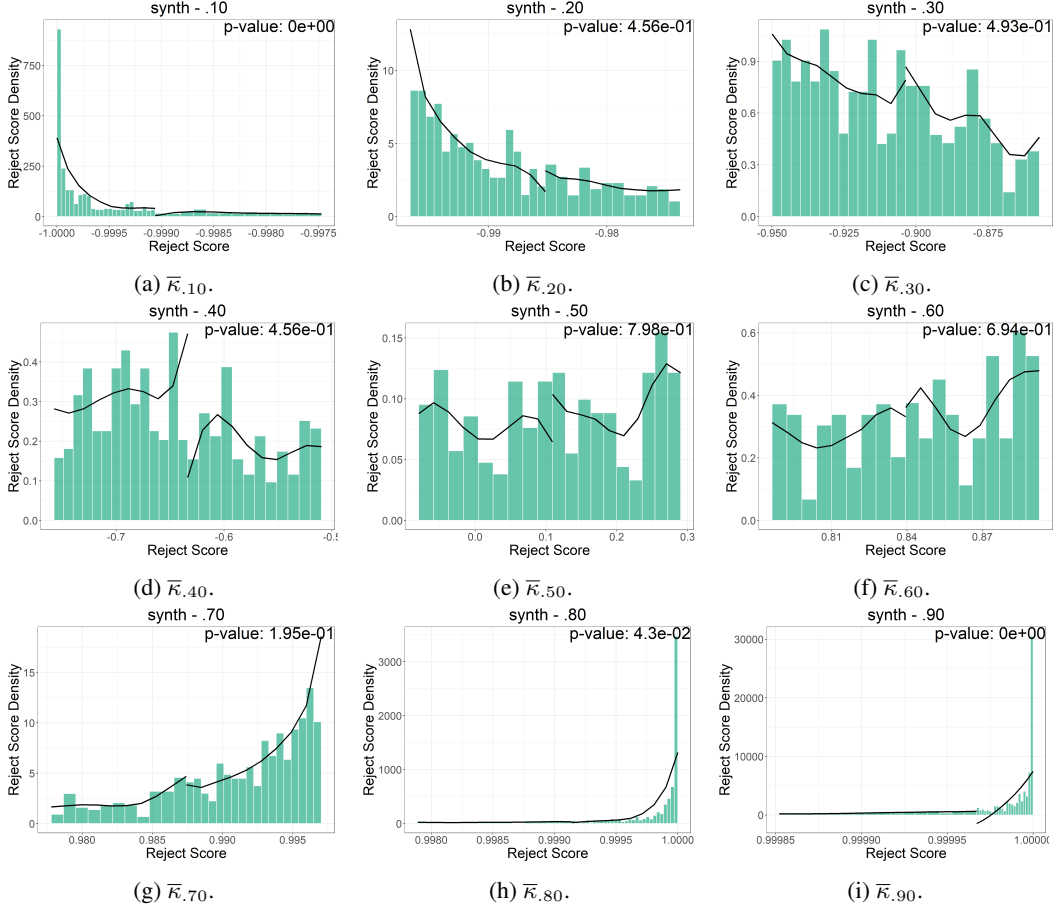 synth - .10
p-value: 0e+00
Reject Score Density
750
500
250
0
-1.0000 -0.9995 -0.9990 -0.9985 -0.9980 -0.9975
Reject Score
(a) κ̅.10.
synth - .20
p-value: 4.56e-01
Reject Score Density
10
5
0
-0.99 -0.98
Reject Score
(b) κ̅.20.
synth - .30
p-value: 4.93e-01
Reject Score Density
0.9
0.6
0.3
0.0
-0.950 -0.925 -0.900 -0.875
Reject Score
(c) κ̅.30.
synth - .40
p-value: 4.56e-01
Reject Score Density
0.4
0.3
0.2
0.1
0.0
-0.7 -0.6
Reject Score
(d) κ̅.40.
synth - .50
p-value: 7.98e-01
Reject Score Density
0.15
0.10
0.05
0.00
0.0 0.1 0.2 0.3
Reject Score
(e) κ̅.50.
synth - .60
p-value: 6.94e-01
Reject Score Density
0.6
0.4
0.2
0.0
0.81 0.84 0.87
Reject Score
(f) κ̅.60.
synth - .70
p-value: 1.95e-01
Reject Score Density
15
10
5
0
0.980 0.985 0.990 0.995
Reject Score
(g) κ̅.70.
synth - .80
p-value: 4.3e-02
Reject Score Density
3000
2000
1000
0
0.9980 0.9985 0.9990 0.9995 1.0000
Reject Score
(h) κ̅.80.
synth - .90
p-value: 0e+00
Reject Score Density
30000
20000
10000
0
0.99985 0.99990 0.99995 1.0000
Reject Score
(i) κ̅.90.